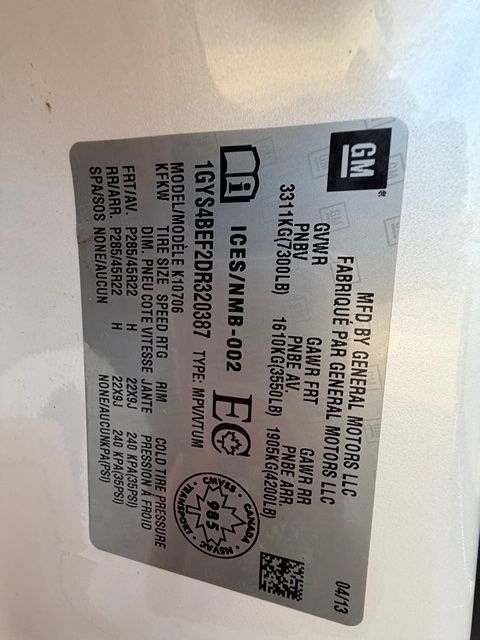 GM
MFD BY GENERAL MOTORS LLC 04/13
FABRIQUÉ PAR GENERAL MOTORS LLC
GVWR GAWR FRT GAWR RR
PNBV PNBE AV. PNBE ARR.
3311KG(7300LB) 1610KG(3550LB) 1905KG(4200LB)
ICES/NMB-002 EC
CANADA
CMVSS
985
NSVAC
TRANSPORT
1GYS4BEF2DR320387 TYPE: MPV/VTUM
MODEL/MODÈLE K10706
KFKW TIRE SIZE SPEED RTG RIM COLD TIRE PRESSURE
DIM. PNEU COTE VITESSE JANTE PRESSION À FROID
FRT/AV. P285/45R22 H 22X9J 240 KPA(35PSI)
RR/ARR. P285/45R22 H 22X9J 240 KPA(35PSI)
SPA/SOS NONE/AUCUN NONE/AUCUNKPA(PSI)